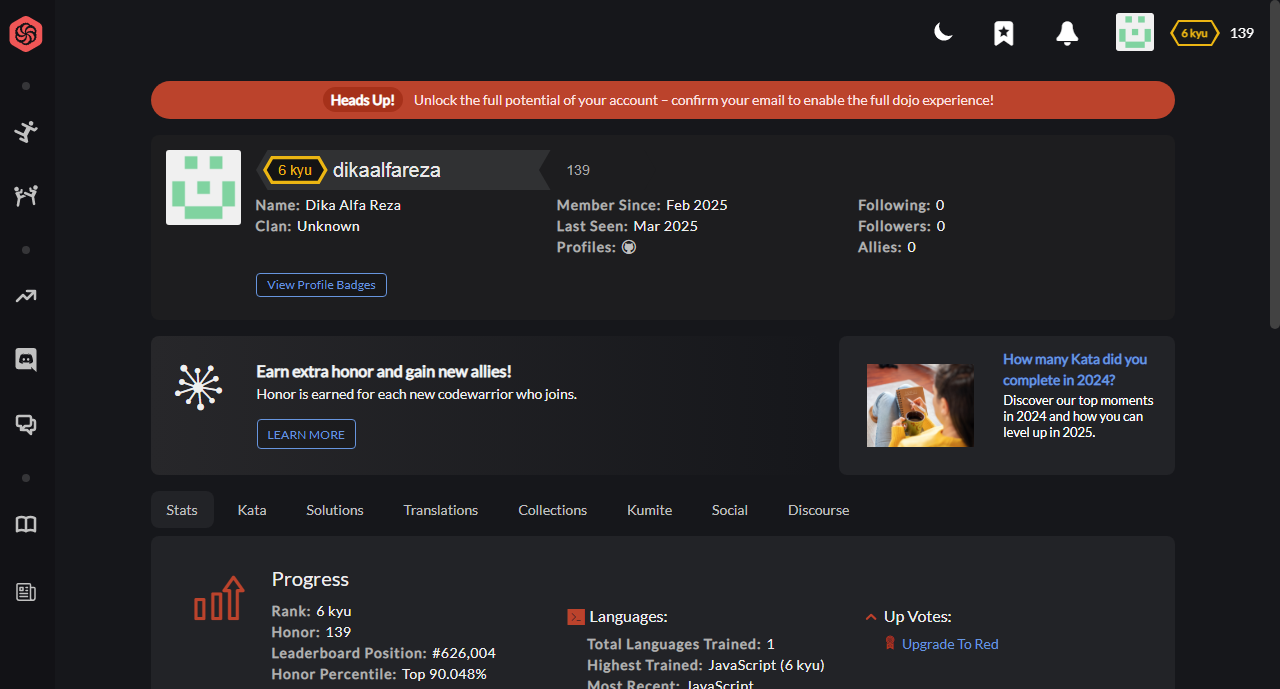 6 kyu 139
Heads Up! Unlock the full potential of your account – confirm your email to enable the full dojo experience!
6 kyu dikaalfareza 139
Name: Dika Alfa Reza
Clan: Unknown
Member Since: Feb 2025
Last Seen: Mar 2025
Profiles:
Following: 0
Followers: 0
Allies: 0
View Profile Badges
Earn extra honor and gain new allies!
Honor is earned for each new codewarrior who joins.
LEARN MORE
How many Kata did you
complete in 2024?
Discover our top moments
in 2024 and how you can
level up in 2025.
Stats Kata Solutions Translations Collections Kumite Social Discourse
Progress
Rank: 6 kyu
Honor: 139
Leaderboard Position: #626,004
Honor Percentile: Top 90.048%
Languages:
Total Languages Trained: 1
Highest Trained: JavaScript (6 kyu)
Most Recent: JavaScript
Up Votes:
Upgrade To Red